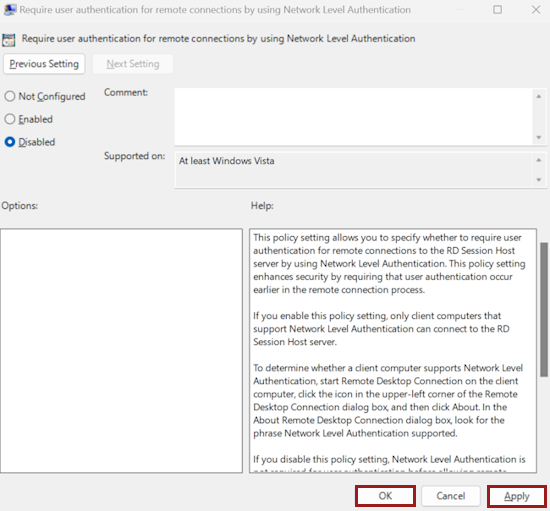 Require user authentication for remote connections by using Network Level Authentication
Require user authentication for remote connections by using Network Level Authentication
Previous Setting
Next Setting
Not Configured
Comment:
Enabled
Disabled
Supported on:
At least Windows Vista
Options:
Help:
This policy setting allows you to specify whether to require user
authentication for remote connections to the RD Session Host
server by using Network Level Authentication. This policy setting
enhances security by requiring that user authentication occur
earlier in the remote connection process.
If you enable this policy setting, only client computers that
support Network Level Authentication can connect to the RD
Session Host server.
To determine whether a client computer supports Network Level
Authentication, start Remote Desktop Connection on the client
computer, click the icon in the upper-left corner of the Remote
Desktop Connection dialog box, and then click About. In the
About Remote Desktop Connection dialog box, look for the
phrase Network Level Authentication supported.
If you disable this policy setting, Network Level Authentication is
not required for user authentication before allowing remote
OK
Cancel
Apply